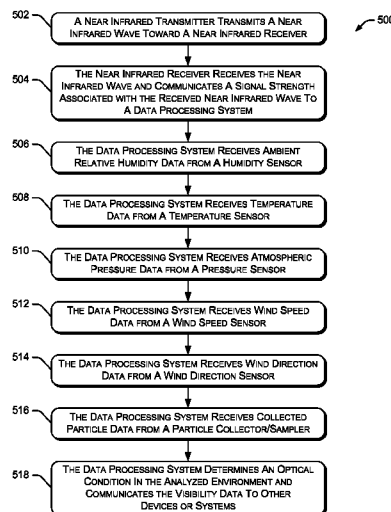 500
502
A NEAR INFRARED TRANSMITTER TRANSMITS A NEAR
INFRARED WAVE TOWARD A NEAR INFRARED RECEIVER
504
THE NEAR INFRARED RECEIVER RECEIVES THE NEAR
INFRARED WAVE AND COMMUNICATES A SIGNAL STRENGTH
ASSOCIATED WITH THE RECEIVED NEAR INFRARED WAVE TO
A DATA PROCESSING SYSTEM
506
THE DATA PROCESSING SYSTEM RECEIVES AMBIENT
RELATIVE HUMIDITY DATA FROM A HUMIDITY SENSOR
508
THE DATA PROCESSING SYSTEM RECEIVES TEMPERATURE
DATA FROM A TEMPERATURE SENSOR
510
THE DATA PROCESSING SYSTEM RECEIVES ATMOSPHERIC
PRESSURE DATA FROM A PRESSURE SENSOR
512
THE DATA PROCESSING SYSTEM RECEIVES WIND SPEED
DATA FROM A WIND SPEED SENSOR
514
THE DATA PROCESSING SYSTEM RECEIVES WIND DIRECTION
DATA FROM A WIND DIRECTION SENSOR
516
THE DATA PROCESSING SYSTEM RECEIVES COLLECTED
PARTICLE DATA FROM A PARTICLE COLLECTOR/SAMPLER
518
THE DATA PROCESSING SYSTEM DETERMINES AN OPTICAL
CONDITION IN THE ANALYZED ENVIRONMENT AND
COMMUNICATES THE VISIBILITY DATA TO OTHER
DEVICES OR SYSTEMS